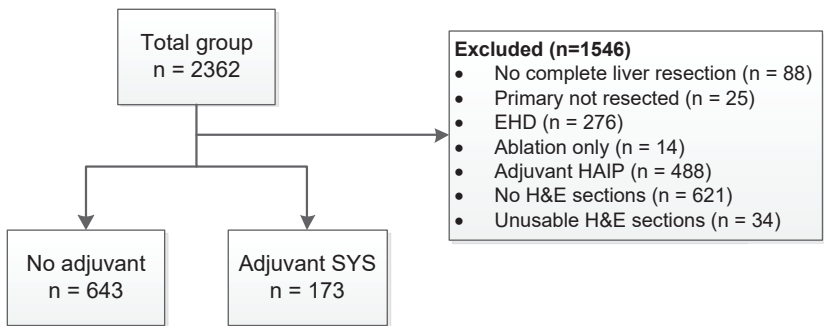 Total group
n = 2362
Excluded (n=1546)
• No complete liver resection (n = 88)
• Primary not resected (n = 25)
• EHD (n = 276)
• Ablation only (n = 14)
• Adjuvant HAIP (n = 488)
• No H&E sections (n = 621)
• Unusable H&E sections (n = 34)
No adjuvant
n = 643
Adjuvant SYS
n = 173